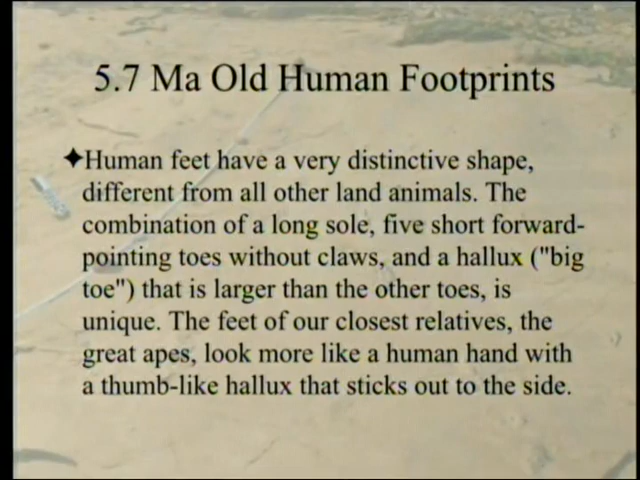 5.7 Ma Old Human Footprints
✦Human feet have a very distinctive shape,
different from all other land animals. The
combination of a long sole, five short forward-
pointing toes without claws, and a hallux ("big
toe") that is larger than the other toes, is
unique. The feet of our closest relatives, the
great apes, look more like a human hand with
a thumb-like hallux that sticks out to the side.